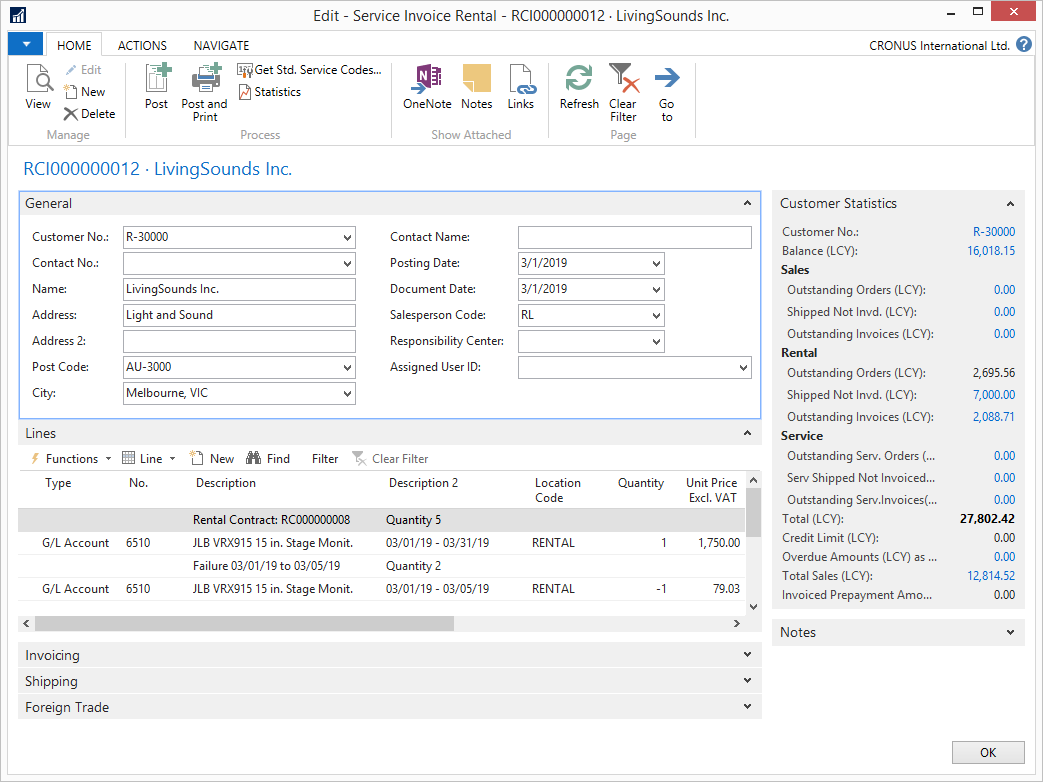 Edit - Service Invoice Rental - RCI000000012 · LivingSounds Inc.
HOME ACTIONS NAVIGATE CRONUS International Ltd. ?
View
Edit
New
Delete
Manage
Post
Post and Print
Get Std. Service Codes...
Statistics
Process
OneNote
Notes
Links
Show Attached
Refresh
Clear Filter
Go to
Page
RCI000000012 · LivingSounds Inc.
General
Customer No.: R-30000
Contact No.:
Name: LivingSounds Inc.
Address: Light and Sound
Address 2:
Post Code: AU-3000
City: Melbourne, VIC
Contact Name:
Posting Date: 3/1/2019
Document Date: 3/1/2019
Salesperson Code: RL
Responsibility Center:
Assigned User ID:
Lines
Functions Line New Find Filter Clear Filter
Type No. Description Description 2 Location Code Quantity Unit Price Excl. VAT
Rental Contract: RC000000008 Quantity 5
G/L Account 6510 JLB VRX915 15 in. Stage Monit. 03/01/19 - 03/31/19 RENTAL 1 1,750.00
Failure 03/01/19 to 03/05/19 Quantity 2
G/L Account 6510 JLB VRX915 15 in. Stage Monit. 03/01/19 - 03/05/19 RENTAL -1 79.03
Invoicing
Shipping
Foreign Trade
Customer Statistics
Customer No.: R-30000
Balance (LCY): 16,018.15
Sales
Outstanding Orders (LCY): 0.00
Shipped Not Invd. (LCY): 0.00
Outstanding Invoices (LCY): 0.00
Rental
Outstanding Orders (LCY): 2,695.56
Shipped Not Invd. (LCY): 7,000.00
Outstanding Invoices (LCY): 2,088.71
Service
Outstanding Serv. Orders (... 0.00
Serv Shipped Not Invoiced... 0.00
Outstanding Serv.Invoices(... 0.00
Total (LCY): 27,802.42
Credit Limit (LCY): 0.00
Overdue Amounts (LCY) as ... 0.00
Total Sales (LCY): 12,814.52
Invoiced Prepayment Amo... 0.00
Notes
OK